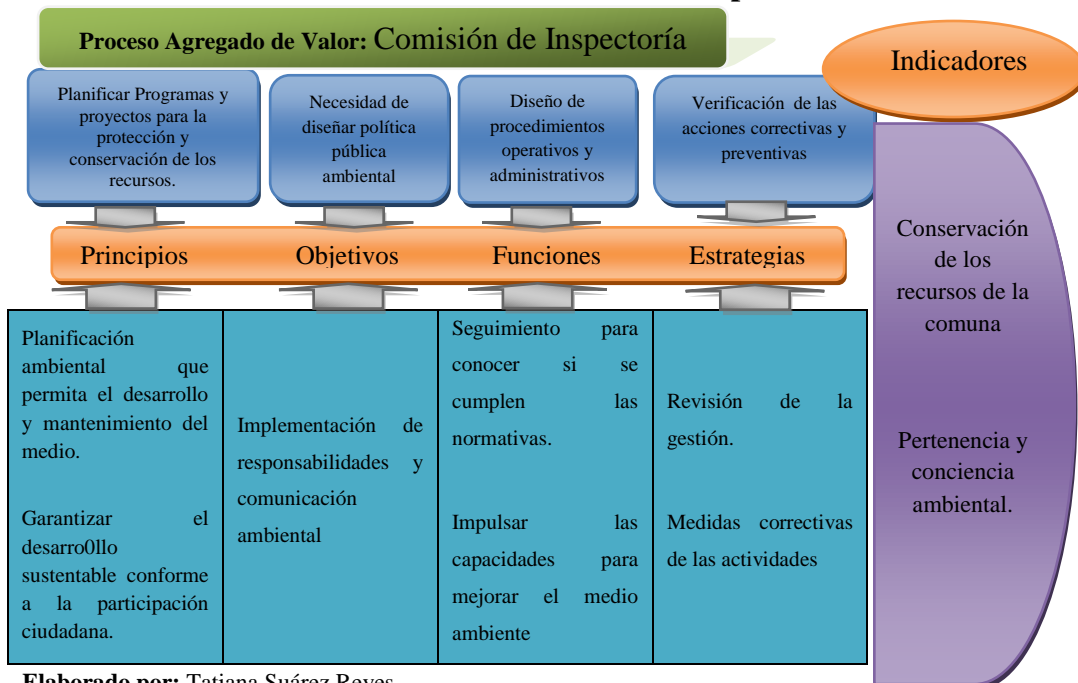 Proceso Agregado de Valor: Comisión de Inspectoría
Indicadores
Planificar Programas y
proyectos para la
protección y
conservación de los
recursos.
Necesidad de
diseñar política
pública
ambiental
Diseño de
procedimientos
operativos y
administrativos
Verificación de las
acciones correctivas y
preventivas
Principios
Objetivos
Funciones
Estrategias
Planificación
ambiental que
permita el desarrollo
y mantenimiento del
medio.
Garantizar el
desarro0llo
sustentable conforme
a la participación
ciudadana.
Implementación de
responsabilidades y
comunicación
ambiental
Seguimiento para
conocer si se
cumplen las
normativas.
Impulsar las
capacidades para
mejorar el medio
ambiente
Revisión de la
gestión.
Medidas correctivas
de las actividades
Conservación
de los
recursos de la
comuna
Pertenencia y
conciencia
ambiental.
Elaborado por: Tatiana Suárez Reyes